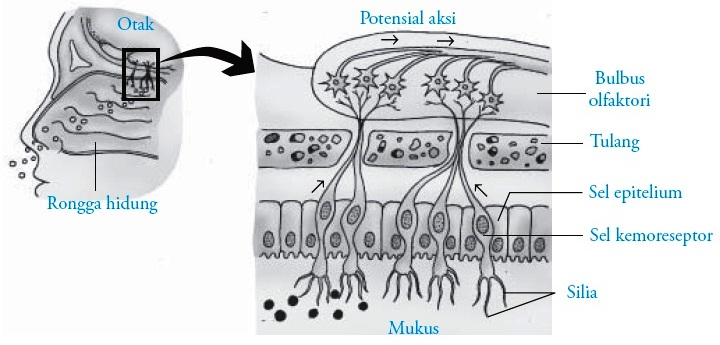 Otak
Potensial aksi
Bulbus
olfaktori
Tulang
Rongga hidung
Sel epitelium
Sel kemoreseptor
Silia
Mukus